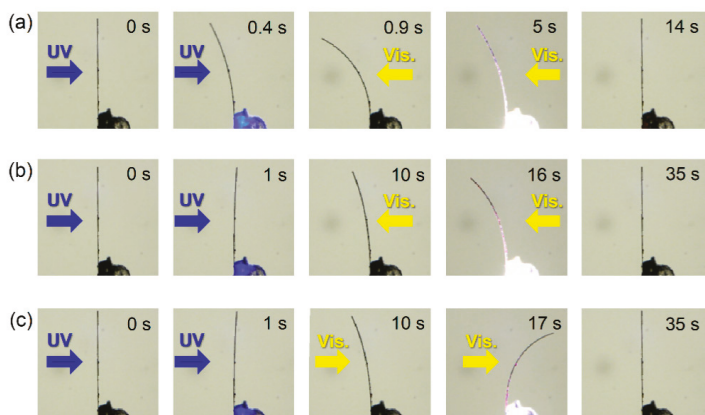 (a) 0 s 0.4 s 0.9 s 5 s 14 s
UV UV Vis. Vis.
(b) 0 s 1 s 10 s 16 s 35 s
UV UV Vis. Vis.
(c) 0 s 1 s 10 s 17 s 35 s
UV UV Vis. Vis.